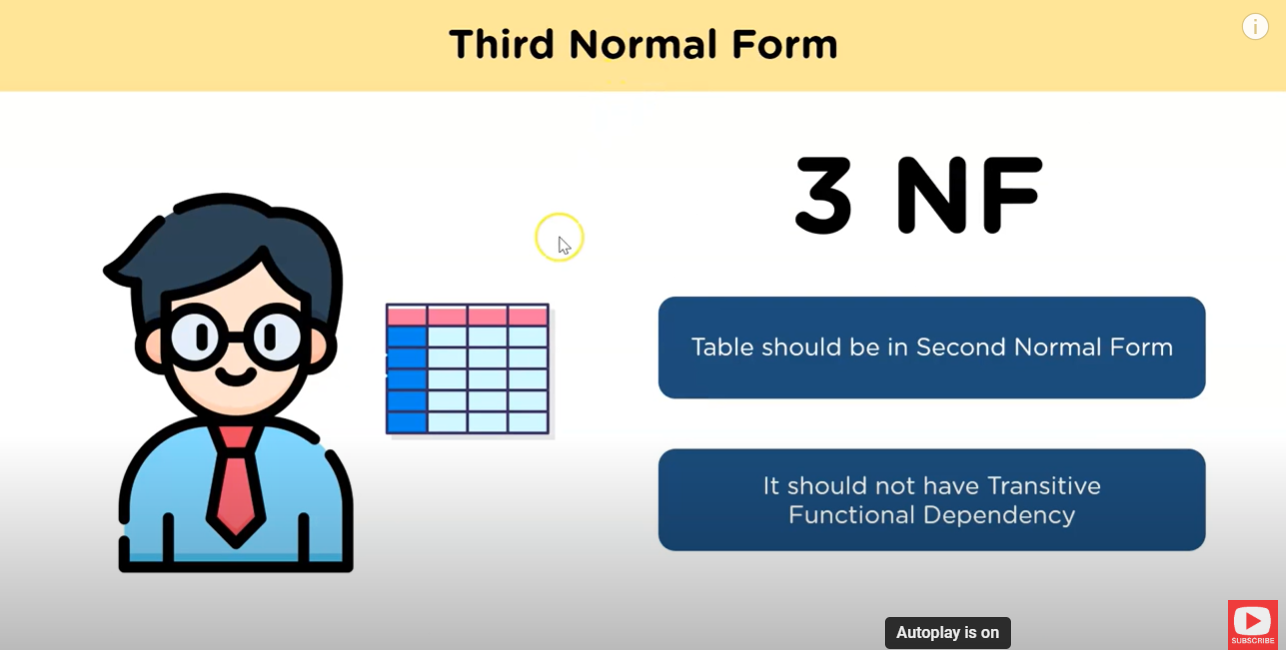 Third Normal Form
3 NF
Table should be in Second Normal Form
It should not have Transitive
Functional Dependency
Autoplay is on
SUBSCRIBE